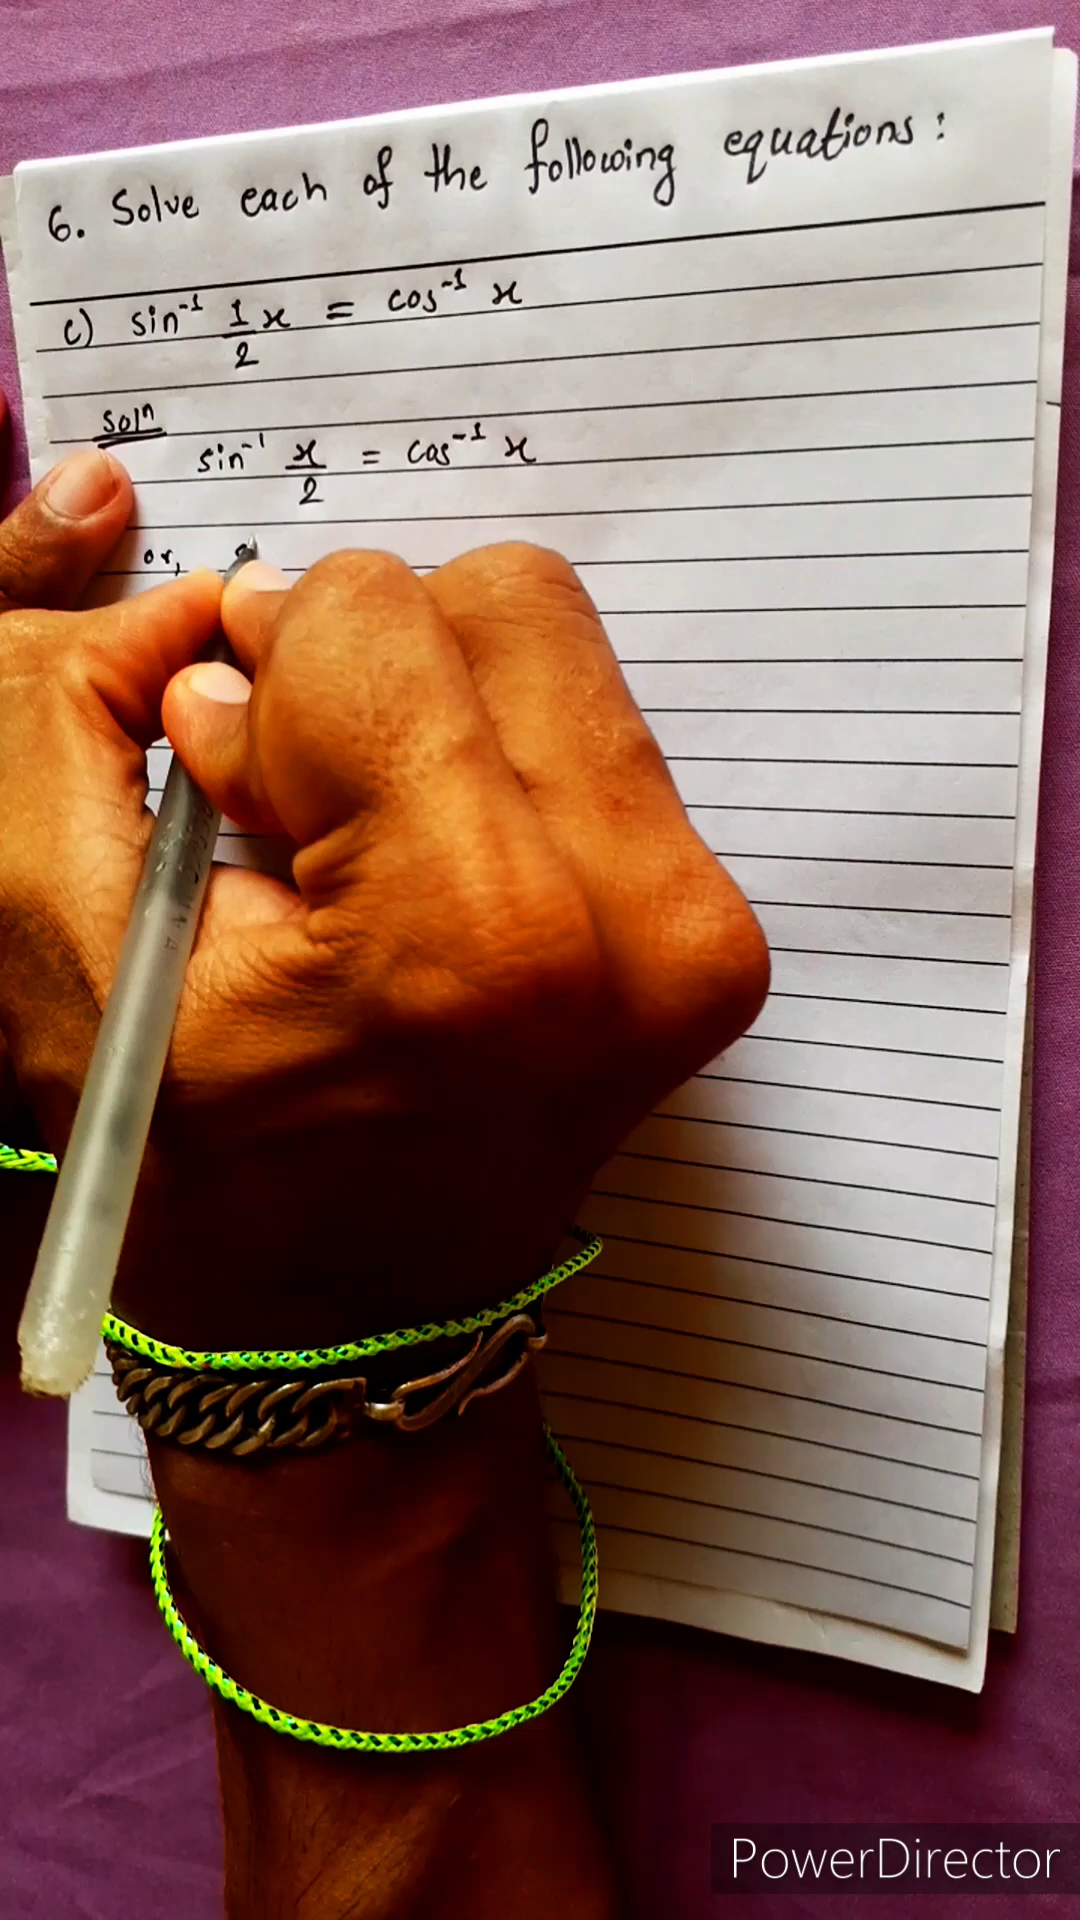 6. Solve each of the following equations:
c) sin⁻¹ 1/2 x = cos⁻¹ x
Solⁿ
sin⁻¹ x/2 = cos⁻¹ x
or,
PowerDirector